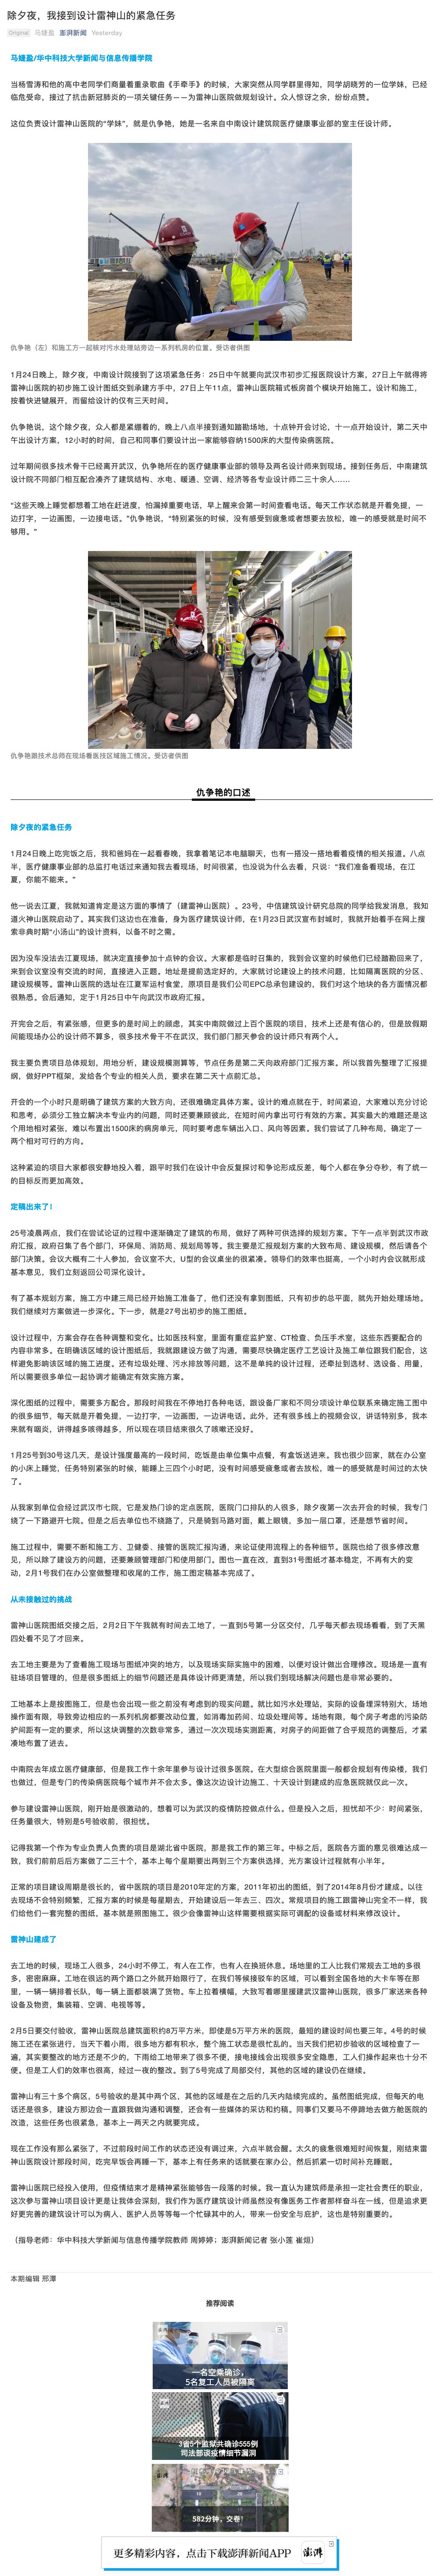 除夕夜，我接到设计雷神山的紧急任务
Original 马婕盈 澎湃新闻 Yesterday
马婕盈/华中科技大学新闻与信息传播学院
当杨雪涛和他的高中老同学们商量着重录歌曲《手牵手》的时候，大家突然从同学群里得知，同学胡晓芳的一位学妹，已经
临危受命，接过了抗击新冠肺炎的一项关键任务——为雷神山医院做规划设计。众人惊讶之余，纷纷点赞。
这位负责设计雷神山医院的“学妹”，就是仇争艳，她是一名来自中南设计建筑院医疗健康事业部的室主任设计师。
仇争艳（左）和施工方一起核对污水处理站旁边一系列机房的位置。受访者供图
1月24日晚上，除夕夜，中南设计院接到了这项紧急任务：25日中午就要向武汉市初步汇报医院设计方案，27日上午就得将
雷神山医院的初步施工设计图纸交到承建方手中，27日上午11点，雷神山医院箱式板房首个模块开始施工。设计和施工，
按着快进键展开，而留给设计的仅有三天时间。
仇争艳说，这个除夕夜，众人都是紧绷着的，晚上八点半接到通知踏勘场地，十点钟开会讨论，十一点开始设计，第二天中
午出设计方案，12小时的时间，自己和同事们要设计出一家能够容纳1500床的大型传染病医院。
过年期间很多技术骨干已经离开武汉，仇争艳所在的医疗健康事业部的领导及两名设计师来到现场。接到任务后，中南建筑
设计院不同部门相互配合凑齐了建筑结构、水电、暖通、空调、经济等各专业设计师二三十余人……
“这些天晚上睡觉都想着工地在赶进度，怕漏掉重要电话，早上醒来会第一时间查看电话。每天工作状态就是开着免提，一
边打字，一边画图，一边接电话。”仇争艳说，“特别紧张的时候，没有感受到疲惫或者想要去放松，唯一的感受就是时间不
够用。”
仇争艳跟技术总师在现场看医技区域施工情况。受访者供图
仇争艳的口述
除夕夜的紧急任务
1月24日晚上吃完饭之后，我和爸妈在一起看春晚，我拿着笔记本电脑聊天，也有一搭没一搭地看着疫情的相关报道。八点
半，医疗健康事业部的总监打电话过来通知我去看现场，时间很紧，也没说为什么去看，只说：“我们准备看现场，在江
夏，你能不能来。”
他一说去江夏，我就知道肯定是这方面的事情了（建雷神山医院）。23号，中信建筑设计研究总院的同学给我发消息，我知
道火神山医院启动了。其实我们这边也在准备，身为医疗建筑设计师，在1月23日武汉宣布封城时，我就开始着手在网上搜
索非典时期“小汤山”的设计资料，以备不时之需。
因为没车没法去江夏现场，就决定直接参加十点钟的会议。大家都是临时召集的，我到会议室的时候他们已经踏勘回来了，
来到会议室没有交流的时间，直接进入正题。地址是提前选定好的，大家就讨论建设上的技术问题，比如隔离医院的分区、
建设规模等。雷神山医院的选址在江夏军运村食堂，原项目是我们公司EPC总承包建设的，我们对这个地块的各方面情况都
很熟悉。会后通知，定于1月25日中午向武汉市政府汇报。
开完会之后，有紧张感，但更多的是时间上的顾虑，其实中南院做过上百个医院的项目，技术上还是有信心的，但是放假期
间能现场办公的设计师不算多，很多技术骨干不在武汉，我们部门那天参会的设计师只有两个人。
我主要负责项目总体规划，用地分析，建设规模测算等，节点任务是第二天向政府部门汇报方案。所以我首先整理了汇报提
纲，做好PPT框架，发给各个专业的相关人员，要求在第二天十点前汇总。
开会的一个小时只是明确了建筑方案的大致方向，还很难确定具体方案。设计的难点就在于，时间紧迫，大家难以充分讨论
和思考，必须分工独立解决本专业内的问题，同时还要兼顾彼此，在短时间内拿出可行有效的方案。其实最大的难题还是这
个用地相对紧张，难以布置出1500床的病房单元，同时要考虑车辆出入口、风向等因素。我们尝试了几种布局，确定了一
两个相对可行的方向。
这种紧迫的项目大家都很安静地投入着，跟平时我们在设计中会反复探讨和争论形成反差，每个人都在争分夺秒，有了统一
的目标反而更加高效。
定稿出来了！
25号凌晨两点，我们在尝试论证的过程中逐渐确定了建筑的布局，做好了两种可供选择的规划方案。下午一点半到武汉市政
府汇报，政府召集了各个部门，环保局、消防局、规划局等等。我主要是汇报规划方案的大致布局、建设规模，然后请各个
部门决策。会议大概有二十人参加，会议室不大，U型的会议桌坐的很紧凑。领导们的效率也挺高，一个小时内会议就形成
基本意见，我们立刻返回公司深化设计。
有了基本规划方案，施工方中建三局已经开始施工准备了，他们还没有拿到图纸，只有初步的总平面，就先开始处理场地。
我们继续对方案做进一步深化。下一步，就是27号出初步的施工图纸。
设计过程中，方案会存在各种调整和变化。比如医技科室，里面有重症监护室、CT检查、负压手术室，这些东西要配合的
内容非常多。在明确该区域的设计图纸后，我就跟建设方做了沟通，需要尽快确定医疗工艺设计及施工单位跟我们配合，这
样避免影响该区域的施工进度。还有垃圾处理、污水排放等问题，这不是单纯的设计过程，还牵扯到选材、选设备、用量，
所以需要很多单位一起协调才能确定有效实施方案。
深化图纸的过程中，需要多方配合。那段时间我在不停地打各种电话，跟设备厂家和不同分项设计单位联系来确定施工图中
的很多细节，每天就是开着免提，一边打字，一边画图，一边讲电话。此外，还有很多线上的视频会议，讲话特别多，我本
来就有咽炎，讲得越多咳得越多，所以现在项目结束很久了咳嗽还没好。
1月25号到30号这几天，是设计强度最高的一段时间，吃饭是由单位集中点餐，有盒饭送进来。我也很少回家，就在办公室
的小床上睡觉，任务特别紧张的时候，能睡上三四个小时吧，没有时间感受疲惫或者去放松，唯一的感受就是时间过的太快
了。
从我家到单位会经过武汉市七院，它是发热门诊的定点医院，医院门口排队的人很多，除夕夜第一次去开会的时候，我专门
绕了一下路避开七院。但是之后去单位也不绕路了，只是骑到马路对面，戴上眼镜，多加一层口罩，还是想节省时间。
施工过程中，需要不断和施工方、卫健委、接管的医院汇报沟通，来论证使用流程上的各种细节。医院也给了很多修改意
见，所以除了建设方的问题，还要兼顾管理部门和使用部门。图也一直在改，直到31号图纸才基本稳定，不再有大的变
动，2月1号我们在办公室做整理和收尾的工作，施工图定稿基本完成了。
从未接触过的挑战
雷神山医院图纸交接之后，2月2日下午我就有时间去工地了，一直到5号第一分区交付，几乎每天都去现场看看，到了天黑
四处看不见了才回来。
去工地主要是为了查看施工现场与图纸冲突的地方，以及现场实际实施中的困难，以便对设计做出合理修改。现场是一直有
驻场项目管理的，但是很多图纸上的细节问题还是具体设计师更清楚，所以我们到现场解决问题也是非常必要的。
工地基本上是按图施工，但是也会出现一些之前没有考虑到的现实问题。就比如污水处理站，实际的设备埋深特别大，场地
操作面有限，导致旁边相应的一系列机房都要改动位置，如消毒加药间、垃圾处理间等。场地有限，每个房子考虑的污染防
护间距有一定的要求，所以这块调整的次数非常多，通过一次次现场实测距离，对房子的间距做了合乎规范的调整后，才紧
凑地布置了进去。
中南院去年成立医疗健康部，但是我工作十余年里参与设计过很多医院。在大型综合医院里面一般都会规划有传染楼，我们
也做过，但是专门的传染病医院每个城市并不会太多。像这次边设计边施工、十天设计到建成的应急医院就仅此一次。
参与建设雷神山医院，刚开始是很激动的，想着可以为武汉的疫情防控做点什么。但是投入之后，担忧却不少：时间紧张，
任务量很大，特别是5号验收前，很担忧。
记得我第一个作为专业负责人负责的项目是湖北省中医院，那是我工作的第三年。中标之后，医院各方面的意见很难达成一
致，我们前前后后方案做了二三十个，基本上每个星期要出两到三个方案供选择，光方案设计过程就有小半年。
正常的项目建设周期是很长的，省中医院的项目是2010年定的方案，2011年初出的图纸，到了2014年8月份才建成。以往
去现场不会特别频繁，汇报方案的时候是每星期去，开始建设后一年去三、四次。常规项目的施工跟雷神山完全不一样，我
们给他们一套完整的图纸，基本就是照图施工。很少会像雷神山这样需要根据实际可调配的设备或材料来修改设计。
雷神山建成了
去工地的时候，现场工人很多，24小时不停工，有人在工作，也有人在换班休息。场地里的工人比我们常规去工地的多很
多，密密麻麻。工地在很远的两个路口之外就开始限行了，在我们等候接驳车的区域，可以看到全国各地的大卡车等在那
里，一辆一辆排着长队，每一辆上面都装满了货物。车上拉着横幅，大致写着哪里援建武汉雷神山医院，很多厂家送来各种
设备及物资，集装箱、空调、电视等等。
2月5日要交付验收，雷神山医院总建筑面积约8万平方米，即使是5万平方米的医院，最短的建设时间也要三年。4号的时候
施工还在紧张进行，当天下着小雨，很多地方都有积水，整个施工状态是很忙乱的。当天我们把初步验收的区域检查了一
遍，其实要整改的地方还是不少的，下雨给工地带来了很多不便，接电接线会出现很多安全隐患，工人们操作起来也十分不
便。但是工人们的效率也很高，经过一夜的整改。到了5号完成了局部交付，其他的区域的建设仍在继续。
雷神山有三十多个病区，5号验收的是其中两个区，其他的区域是在之后的几天内陆续完成的。虽然图纸完成，但每天的电
话还是很多，建设方那边会一直跟我做沟通和调整，还会有一些媒体的采访和约稿。同事们又要马不停蹄地去做方舱医院的
改造，这些任务也很紧急，基本上一两天之内就要完成。
现在工作没有那么紧张了，不过前段时间工作的状态还没有调过来，六点半就会醒。太久的疲惫很难短时间恢复，刚结束雷
神山医院设计那段时间，吃完早饭会再睡一下，基本上有任务来的话就要在家办公，然后抓紧一切时间补充睡眠。
雷神山医院已经投入使用，但疫情结束才是精神紧张能够告一段落的时候。我一直认为建筑师是承担一定社会责任的职业，
这次参与雷神山项目设计更是让我体会深刻，我们作为医疗建筑设计师虽然没有像医务工作者那样奋斗在一线，但是追求更
好更完善的建筑设计可以为病人、医护人员等等每一个忙碌其中的人，带来一份安全与庇护，这也是特别重要的。
（指导老师：华中科技大学新闻与信息传播学院教师 周婷婷；澎湃新闻记者 张小莲 崔烜）
本期编辑 邢潭
推荐阅读
一名空乘确诊，
5名复工人员被隔离
3省5个监狱共确诊555例
司法部谈疫情细节漏洞
582分钟，交卷！
更多精彩内容，点击下载澎湃新闻APP 澎湃